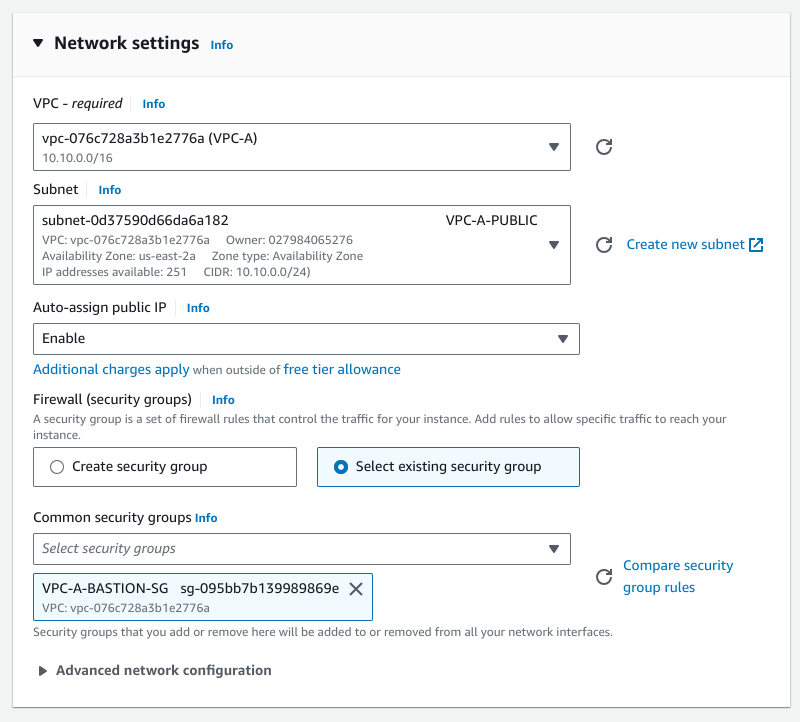 Network settings Info
VPC - required Info
vpc-076c728a3b1e2776a (VPC-A)
10.10.0.0/16
Subnet Info
subnet-0d37590d66da6a182 VPC-A-PUBLIC
VPC: vpc-076c728a3b1e2776a Owner: 027984065276
Availability Zone: us-east-2a Zone type: Availability Zone
IP addresses available: 251 CIDR: 10.10.0.0/24)
Create new subnet
Auto-assign public IP Info
Enable
Additional charges apply when outside of free tier allowance
Firewall (security groups) Info
A security group is a set of firewall rules that control the traffic for your instance. Add rules to allow specific traffic to reach your
instance.
Create security group
Select existing security group
Common security groups Info
Select security groups
VPC-A-BASTION-SG sg-095bb7b139989869e
VPC: vpc-076c728a3b1e2776a
Compare security
group rules
Security groups that you add or remove here will be added to or removed from all your network interfaces.
Advanced network configuration